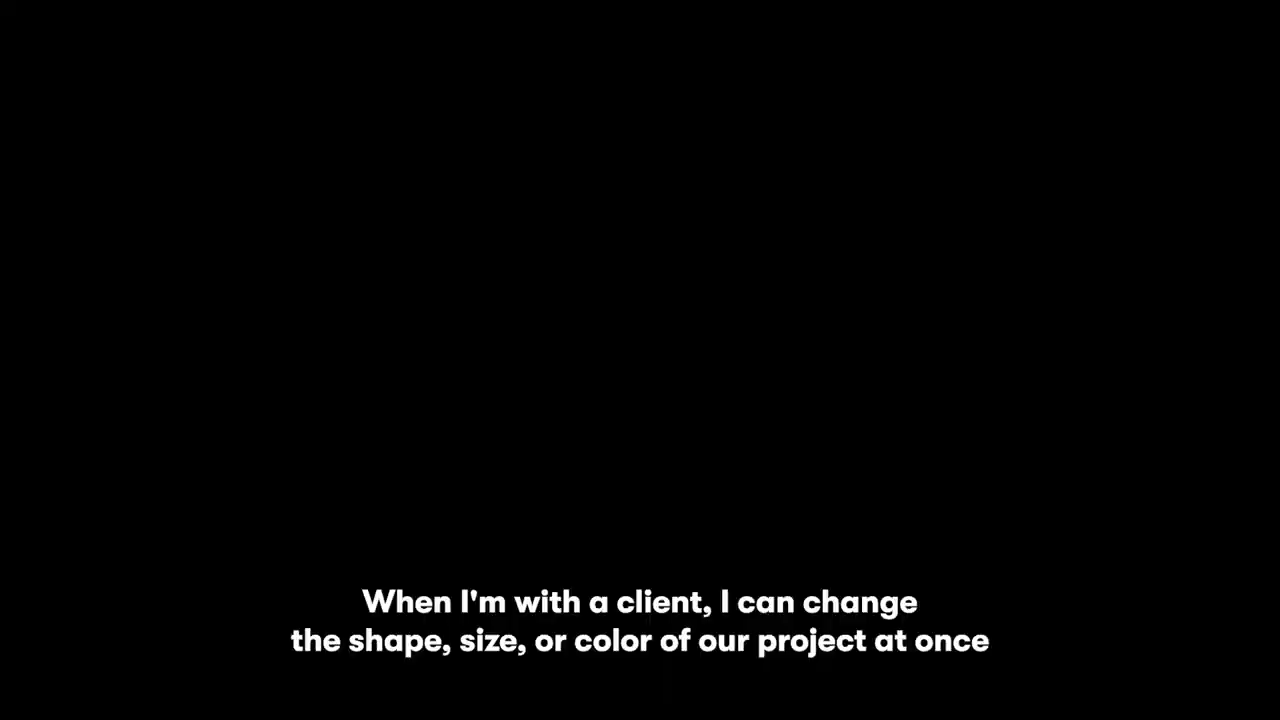 When I'm with a client, I can change
the shape, size, or color of our project at once